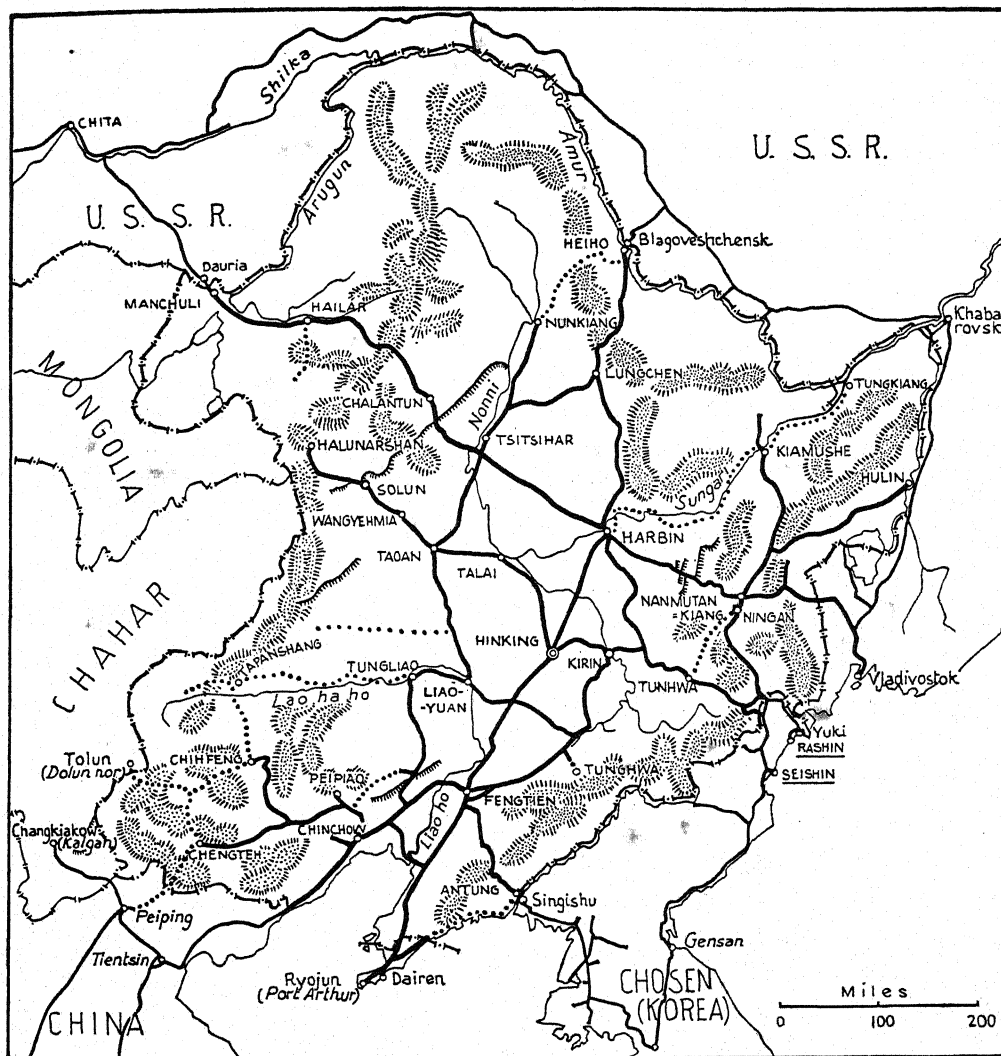 Shilka
CHITA
Amur
U. S. S. R.
Arugun
U. S. S. R.
HEIHO
Blagoveshchensk
Dauria
MANCHULI
HAILAR
NUNKIANG
Khaba
rovsk
MONGOLIA
LUNGCHEN
TUNGKIANG
CHALANTUN
Nonni
HALUNARSHAN
TSITSIHAR
KIAMUSHE
HULIN
SOLUN
Sungari
WANGYEHMIA
HARBIN
TAOAN
TALAI
CHAHAR
NANMUTAN
KIANG
NINGAN
HINKING
KIRIN
TAPANSHANG
TUNGLIAO
LIAO-
YUAN
TUNHWA
Vladivostok
Lao ha ho
Yuki
RASHIN
Tolun
(Dolun nor)
CHIHFENG
TUNGHWA
SEISHIN
PEIPIAO
FENGTIEN
Liao ho
Changkiakow
(Kalgan)
CHINCHOW
CHENGTEH
ANTUNG
Singishu
Peiping
Gensan
Tientsin
Ryojun
(Port Arthur)
Dairen
CHOSEN
(KOREA)
Miles
CHINA
0 100 200